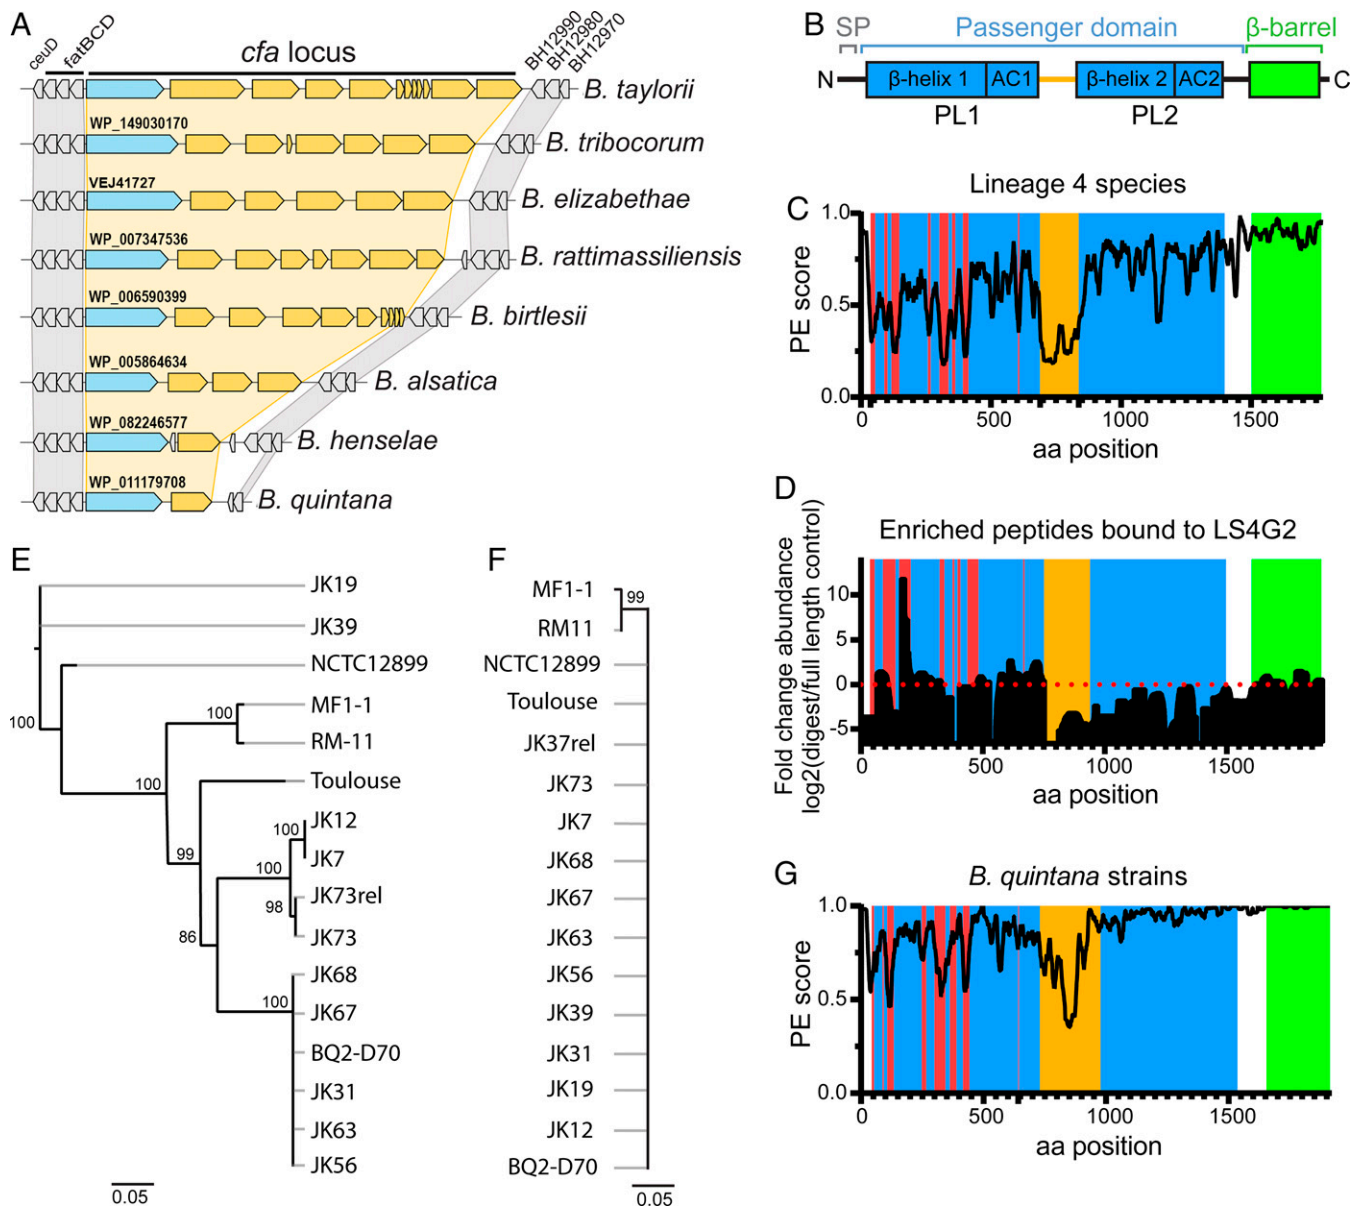 A
ceuD
fatBCD
cfa locus
BH12990
BH12980
BH12970
B. taylorii
WP_149030170
B. tribocorum
VEJ41727
B. elizabethae
WP_007347536
B. rattimassiliensis
WP_006590399
B. birtlesii
WP_005864634
B. alsatica
WP_082246577
B. henselae
WP_011179708
B. quintana
B
SP
Passenger domain
β-barrel
N
β-helix 1
AC1
β-helix 2
AC2
C
PL1
PL2
C
Lineage 4 species
PE score
1.0
0.5
0.0
0
500
1000
1500
aa position
D
Enriched peptides bound to LS4G2
Fold change abundance
log2(digest/full length control)
10
5
0
-5
0
500
1000
1500
aa position
E
JK19
JK39
NCTC12899
MF1-1
RM-11
Toulouse
JK12
JK7
JK73rel
JK73
JK68
JK67
BQ2-D70
JK31
JK63
JK56
100
100
100
99
100
100
98
86
100
0.05
F
MF1-1
RM11
NCTC12899
Toulouse
JK37rel
JK73
JK7
JK68
JK67
JK63
JK56
JK39
JK31
JK19
JK12
BQ2-D70
99
0.05
G
B. quintana strains
PE score
1.0
0.5
0.0
0
500
1000
1500
aa position